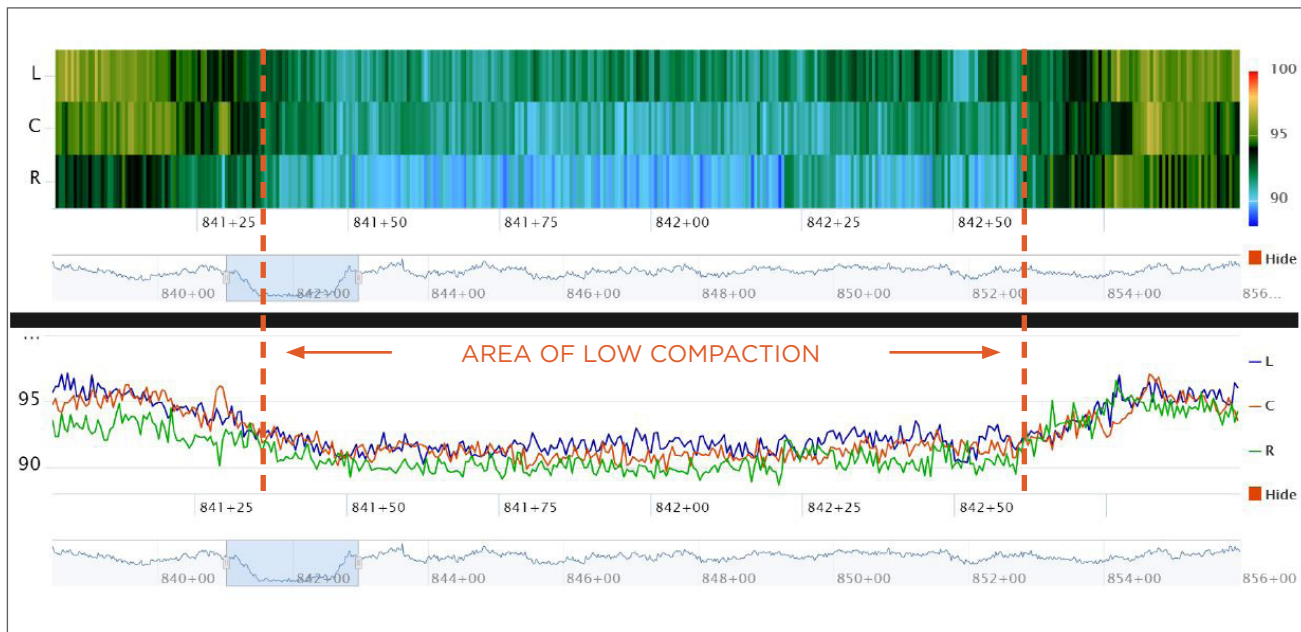 L
C
R
100
95
90
841+25 841+50 841+75 842+00 842+25 842+50
Hide
840+00 842+00 844+00 846+00 848+00 850+00 852+00 854+00 856...
AREA OF LOW COMPACTION
95
90
L
C
R
841+25 841+50 841+75 842+00 842+25 842+50
Hide
840+00 842+00 844+00 846+00 848+00 850+00 852+00 854+00 856+00